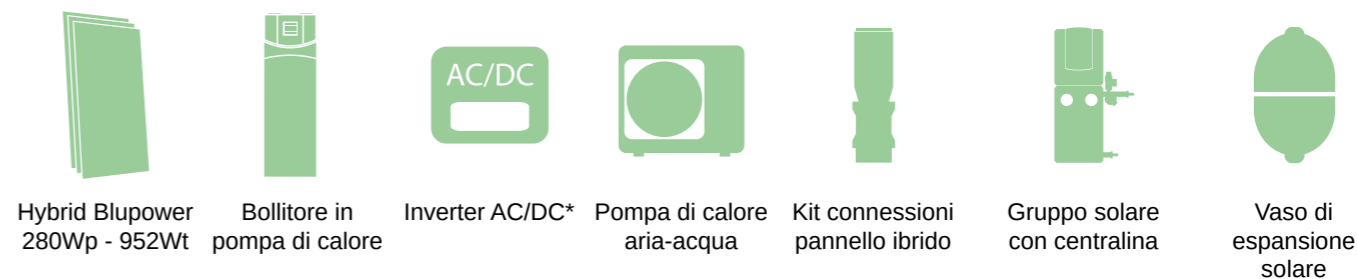 AC/DC
Hybrid Blupower
280Wp - 952Wt
Bollitore in
pompa di calore
Inverter AC/DC*
Pompa di calore
aria-acqua
Kit connessioni
pannello ibrido
Gruppo solare
con centralina
Vaso di
espansione
solare